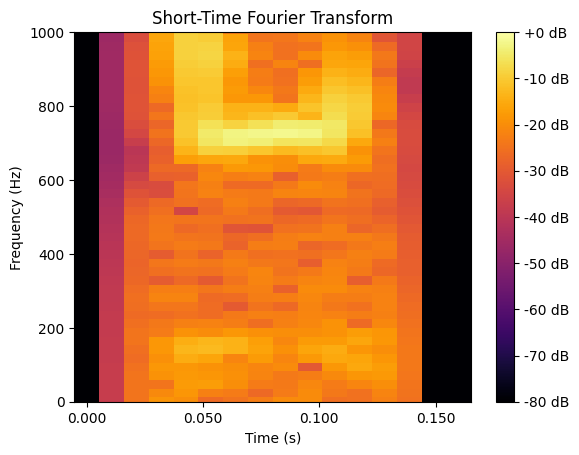 Short-Time Fourier Transform
1000
800
600
400
200
0
Frequency (Hz)
0.000
0.050
0.100
0.150
Time (s)
+0 dB
-10 dB
-20 dB
-30 dB
-40 dB
-50 dB
-60 dB
-70 dB
-80 dB